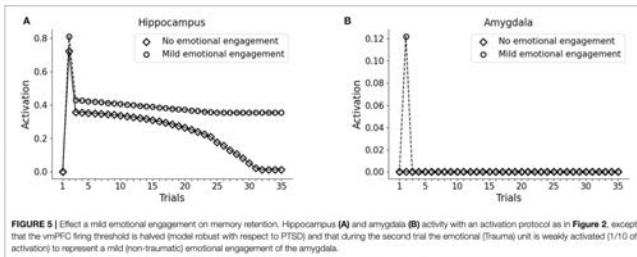 A
Hippocampus
No emotional engagement
Mild emotional engagement
Activation
0.8
0.6
0.4
0.2
0.0
1 5 10 15 20 25 30 35
Trials
B
Amygdala
No emotional engagement
Mild emotional engagement
Activation
0.12
0.10
0.08
0.06
0.04
0.02
0.00
1 5 10 15 20 25 30 35
Trials
FIGURE 5 | Effect a mild emotional engagement on memory retention. Hippocampus (A) and amygdala (B) activity with an activation protocol as in Figure 2, except
that the vmPFC firing threshold is halved (model robust with respect to PTSD) and that during the second trial the emotional (Trauma) unit is weakly activated (1/10 of
activation) to represent a mild (non-traumatic) emotional engagement of the amygdala.